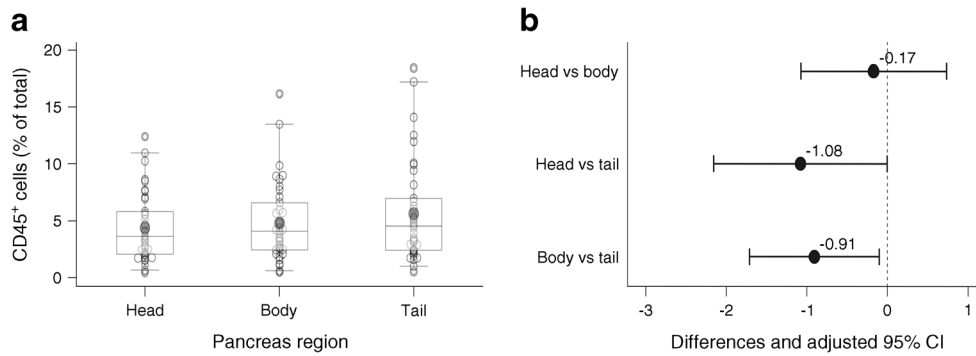 a
CD45⁺ cells (% of total)
20
15
10
5
0
Head Body Tail
Pancreas region
b
Head vs body
-0.17
Head vs tail
-1.08
Body vs tail
-0.91
-3 -2 -1 0 1
Differences and adjusted 95% CI